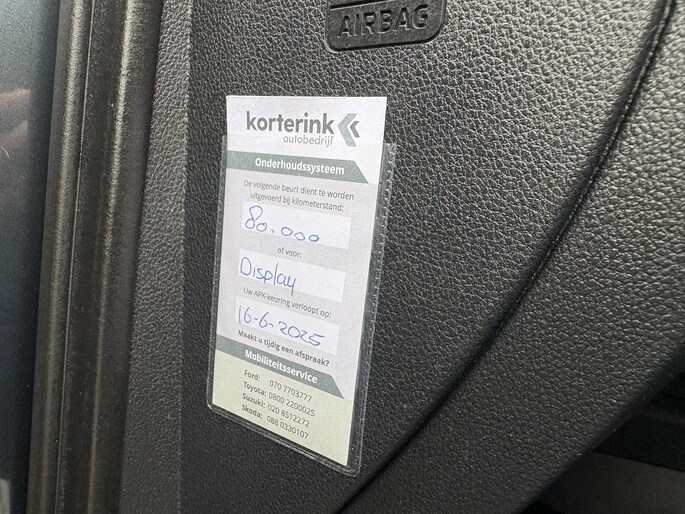 AIRBAG
korterink
autobedrijf
Onderhoudssysteem
De volgende beurt dient te worden
uitgevoerd bij kilometerstand:
80.000
of voor:
Display
Uw APK-keuring verloopt op:
16-6-2025
Maakt u tijdig een afspraak?
Mobiliteitsservice
Ford: 070 7703777
Toyota: 0800 2200025
Suzuki: 020 8512272
Skoda: 088 0330107